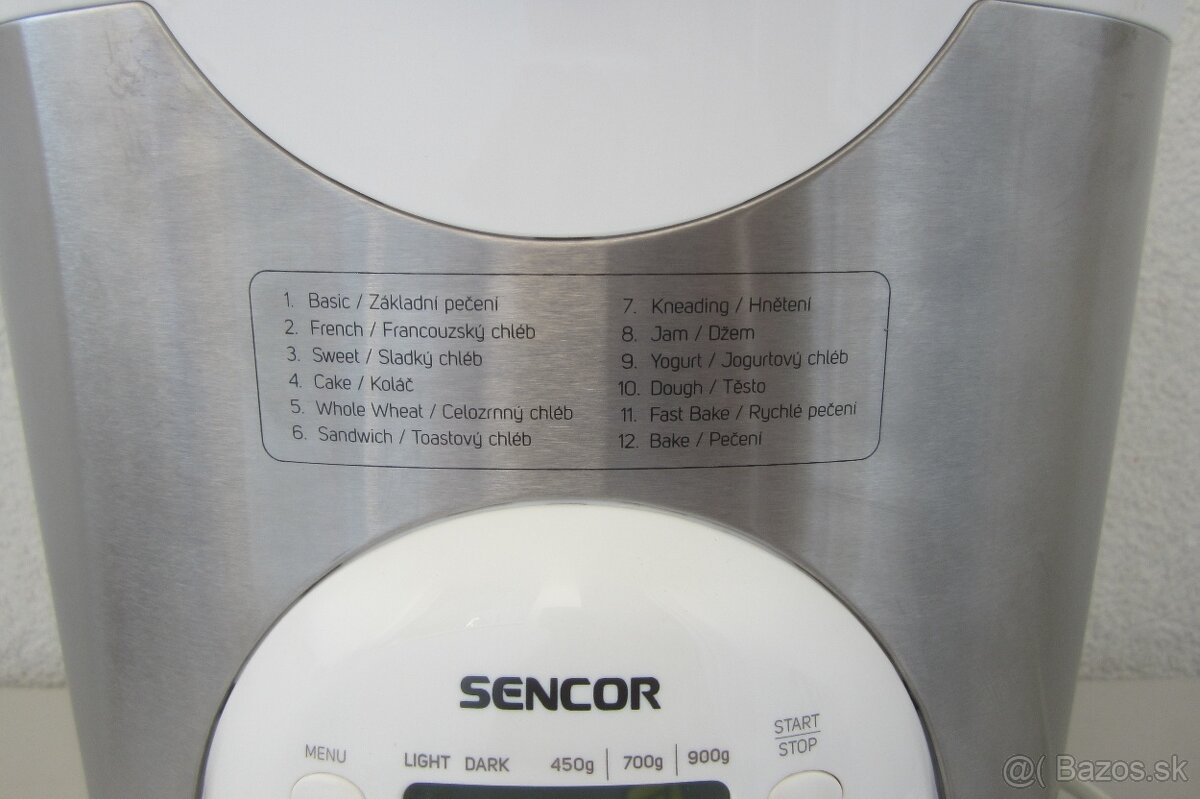 1. Basic / Základní pečení
2. French / Francouzský chléb
3. Sweet / Sladký chléb
4. Cake / Koláč
5. Whole Wheat / Celozrnný chléb
6. Sandwich / Toastový chléb
7. Kneading / Hnětení
8. Jam / Džem
9. Yogurt / Jogurtový chléb
10. Dough / Těsto
11. Fast Bake / Rychlé pečení
12. Bake / Pečení
SENCOR
MENU
LIGHT DARK 450g | 700g | 900g
START
STOP
@( Bazos.sk